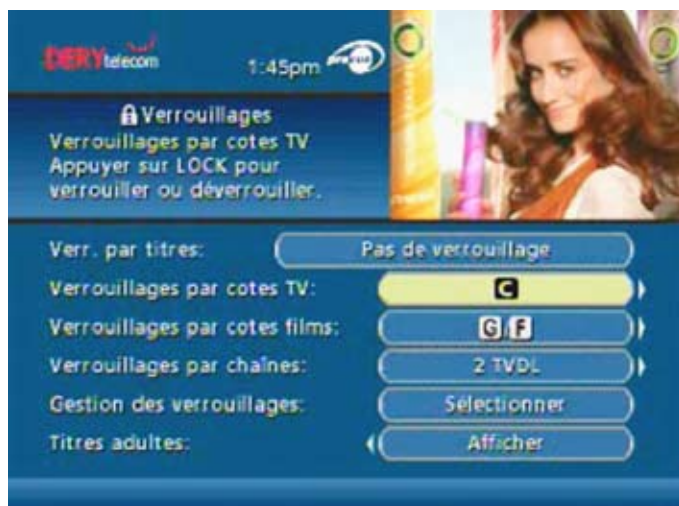 DERYtelecom
1:45pm
Verrouillages
Verrouillages par cotes TV
Appuyer sur LOCK pour
verrouiller ou déverrouiller.
Verr. par titres: Pas de verrouillage
Verrouillages par cotes TV: C
Verrouillages par cotes films: G/F
Verrouillages par chaînes: 2 TVDL
Gestion des verrouillages: Sélectionner
Titres adultes: Afficher